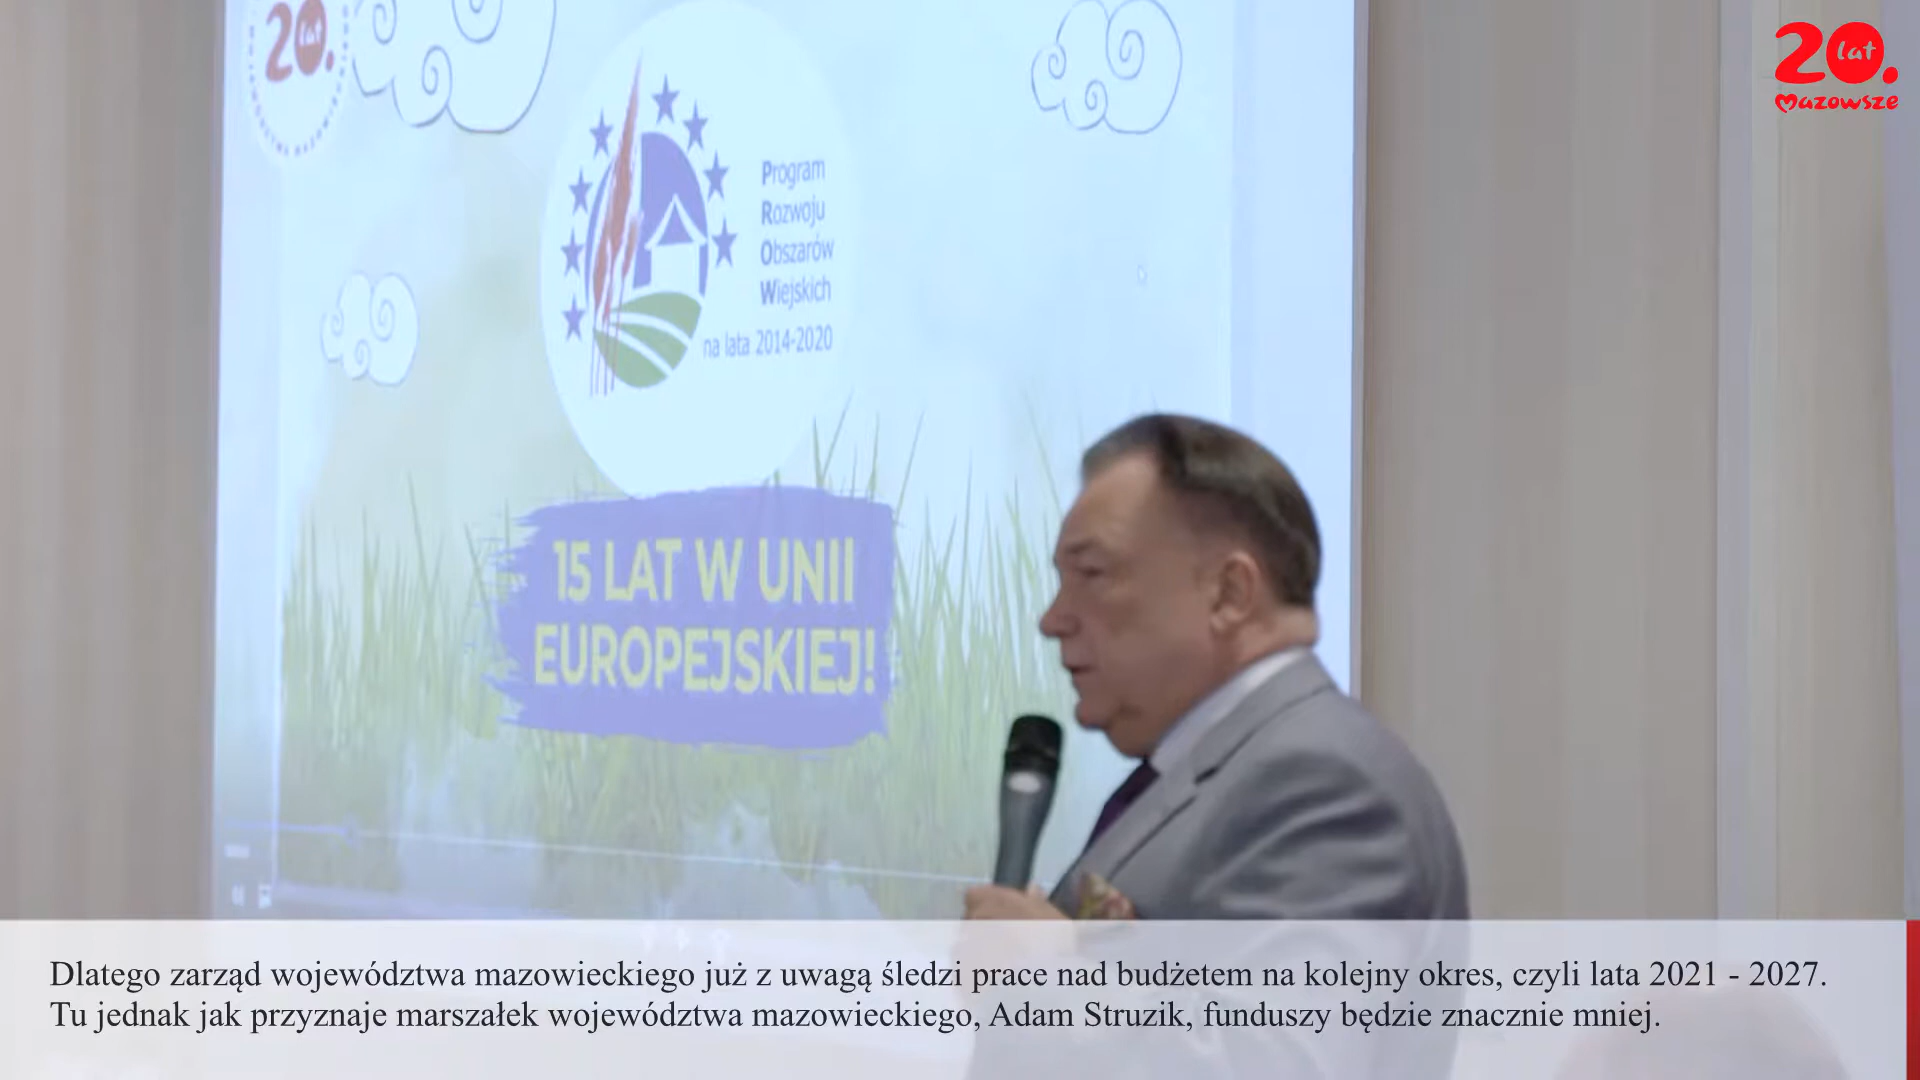 20 lat.
Program
Rozwoju
Obszarów
Wiejskich
na lata 2014-2020
15 LAT W UNII
EUROPEJSKIEJ!
20 lat.
Mazowsze
Dlatego zarząd województwa mazowieckiego już z uwagą śledzi prace nad budżetem na kolejny okres, czyli lata 2021 - 2027.
Tu jednak jak przyznaje marszałek województwa mazowieckiego, Adam Struzik, funduszy będzie znacznie mniej.